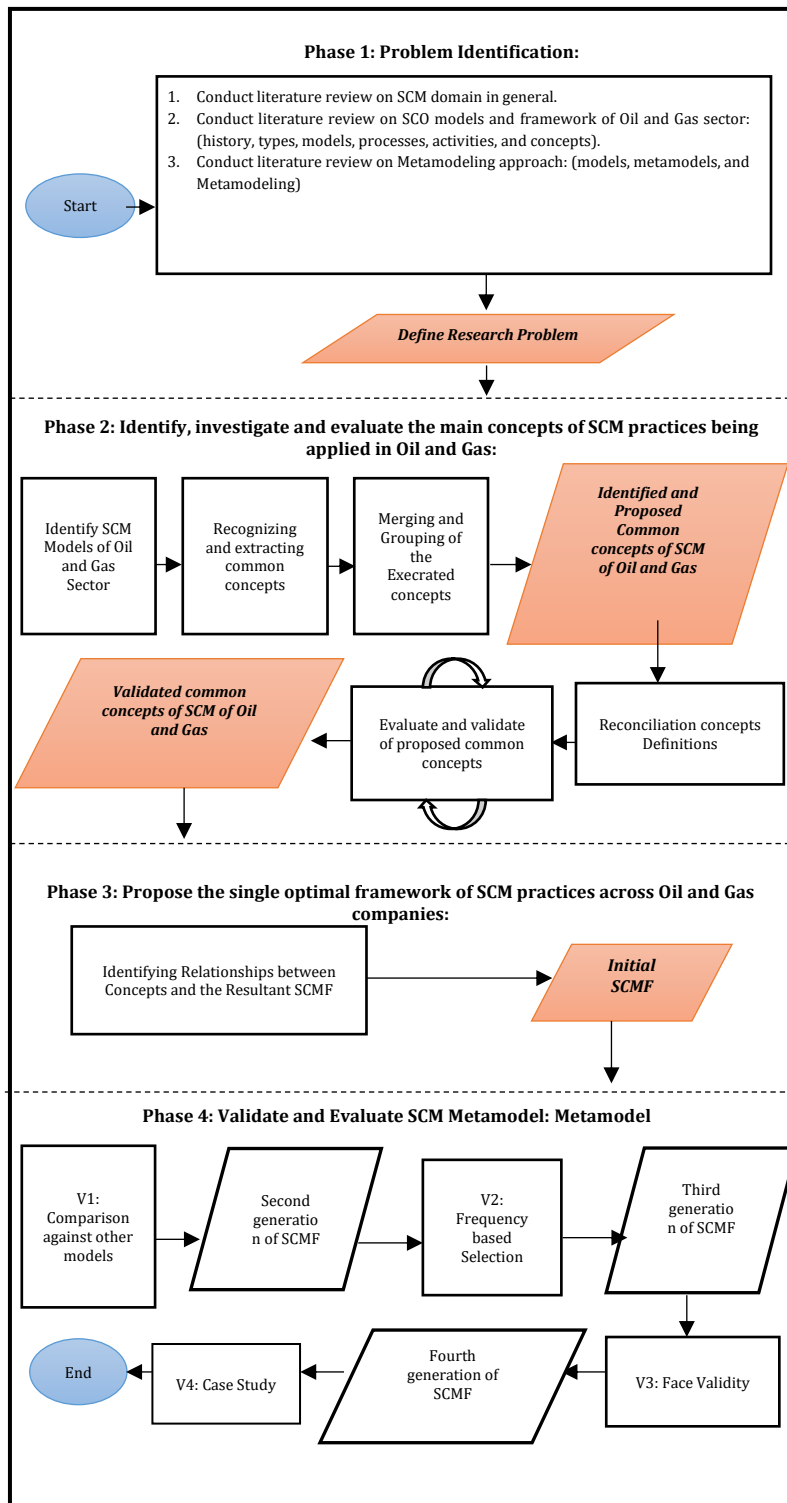 Phase 1: Problem Identification:
1. Conduct literature review on SCM domain in general.
2. Conduct literature review on SCO models and framework of Oil and Gas sector:
(history, types, models, processes, activities, and concepts).
3. Conduct literature review on Metamodeling approach: (models, metamodels, and
Metamodeling)
Start
Define Research Problem
Phase 2: Identify, investigate and evaluate the main concepts of SCM practices being
applied in Oil and Gas:
Identify SCM
Models of Oil
and Gas
Sector
Recognizing
and extracting
common
concepts
Merging and
Grouping of
the
Execrated
concepts
Identified and
Proposed
Common
concepts of SCM
of Oil and Gas
Validated common
concepts of SCM of Oil
and Gas
Evaluate and validate
of proposed common
concepts
Reconciliation concepts
Definitions
Phase 3: Propose the single optimal framework of SCM practices across Oil and Gas
companies:
Identifying Relationships between
Concepts and the Resultant SCMF
Initial
SCMF
Phase 4: Validate and Evaluate SCM Metamodel: Metamodel
V1:
Comparison
against other
models
Second
generatio
n of SCMF
V2:
Frequency
based
Selection
Third
generatio
n of SCMF
End
V4: Case Study
Fourth
generation of
SCMF
V3: Face Validity